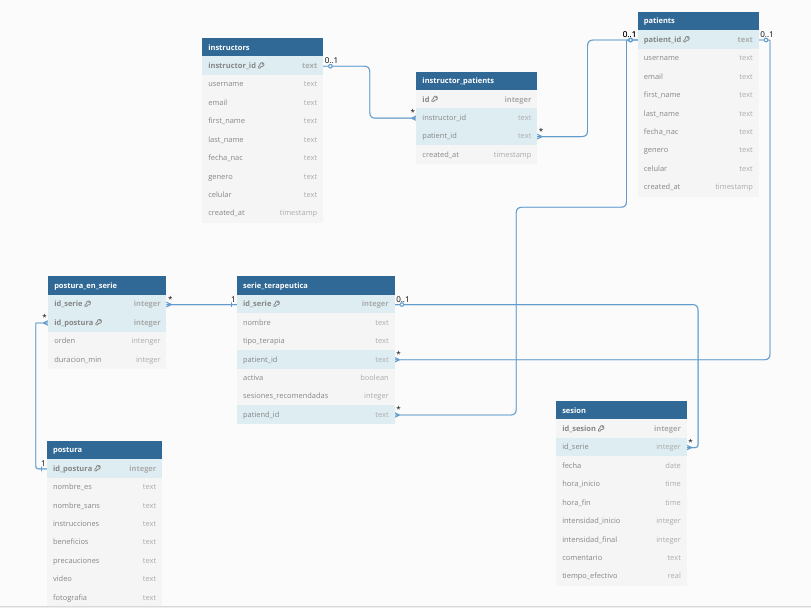 patients
patient_id text
username text
email text
first_name text
last_name text
fecha_nac text
genero text
celular text
created_at timestamp
0..1
0..1
instructors
instructor_id text
username text
email text
first_name text
last_name text
fecha_nac text
genero text
celular text
created_at timestamp
0..1
instructor_patients
id integer
instructor_id text
patient_id text
created_at timestamp
*
*
postura_en_serie
id_serie integer
id_postura integer
orden intenger
duracion_min integer
*
*
serie_terapeutica
id_serie integer
nombre text
tipo_terapia text
patient_id text
activa boolean
sesiones_recomendadas integer
patiend_id text
1
0..1
*
*
sesion
id_sesion integer
id_serie integer
fecha date
hora_inicio time
hora_fin time
intensidad_inicio integer
intensidad_final integer
comentario text
tiempo_efectivo real
*
postura
id_postura integer
nombre_es text
nombre_sans text
instrucciones text
beneficios text
precauciones text
video text
fotografia text
1